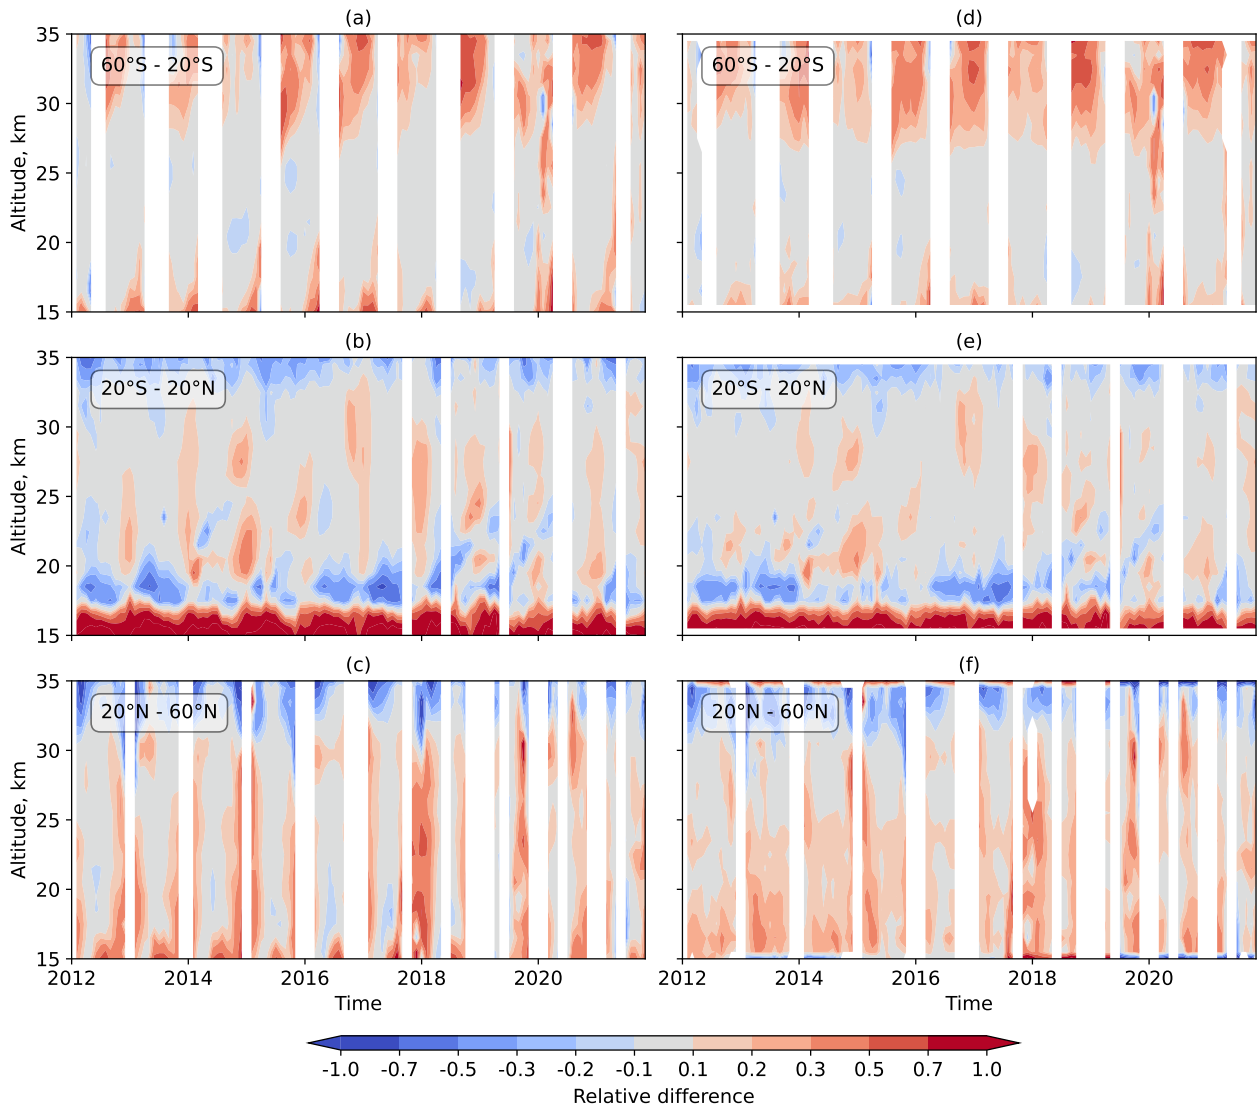 (a)
(d)
35
30
25
20
15
Altitude, km
60°S - 20°S
60°S - 20°S
(b)
(e)
35
30
25
20
15
Altitude, km
20°S - 20°N
20°S - 20°N
(c)
(f)
35
30
25
20
15
Altitude, km
20°N - 60°N
20°N - 60°N
2012 2014 2016 2018 2020
2012 2014 2016 2018 2020
Time
Time
-1.0 -0.7 -0.5 -0.3 -0.2 -0.1 0.1 0.2 0.3 0.5 0.7 1.0
Relative difference